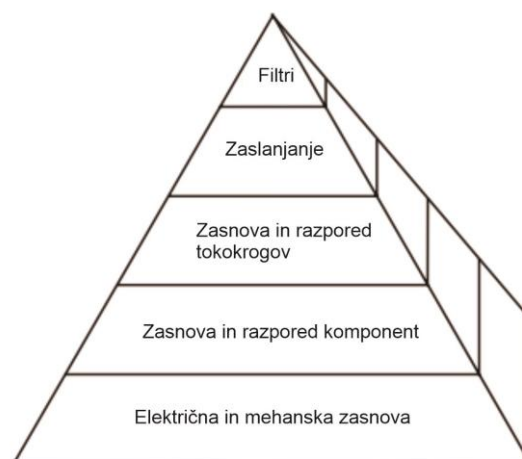 Filtri
Zaslanjanje
Zasnova in razpored
tokokrogov
Zasnova in razpored komponent
Električna in mehanska zasnova